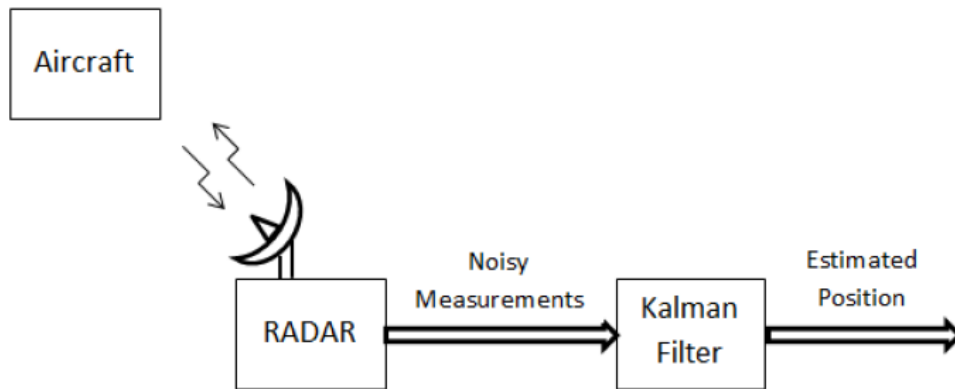 Aircraft
Noisy
Measurements
Estimated
Position
RADAR
Kalman
Filter